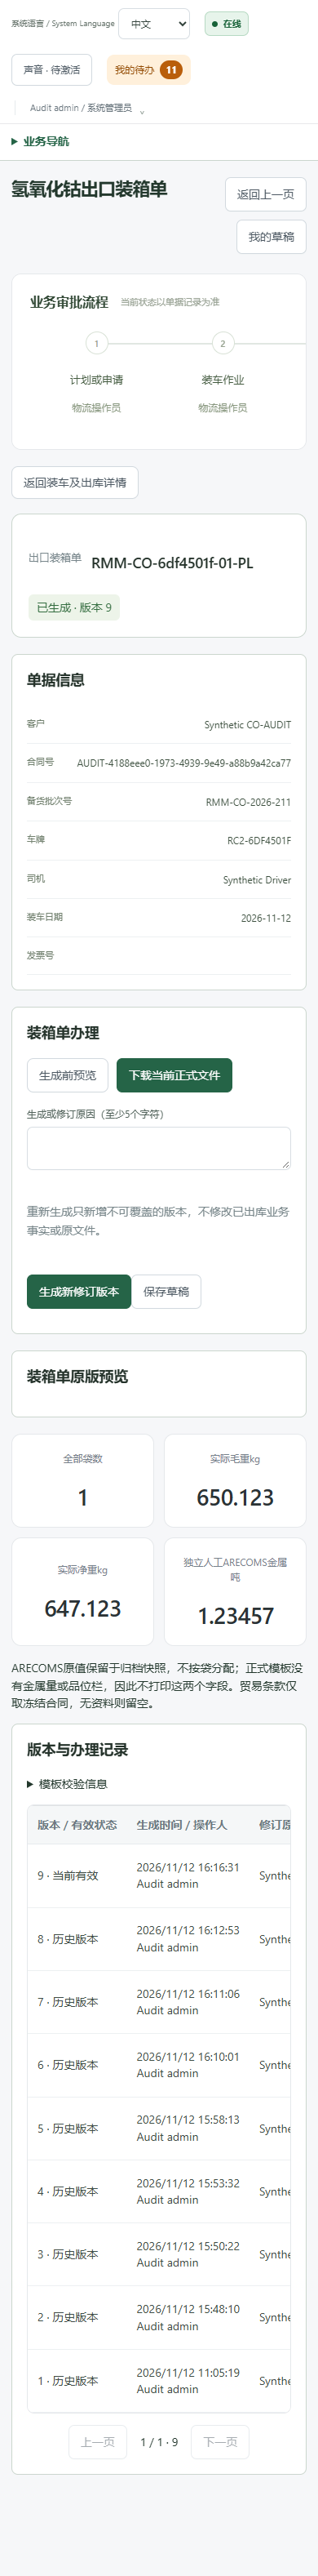 系统语言 / System Language 中文 在线
声音 · 待激活 我的待办 11
Audit admin / 系统管理员
业务导航
氢氧化钴出口装箱单 返回上一页
我的草稿
业务审批流程 当前状态以单据记录为准
1 2
计划或申请 装车作业
物流操作员 物流操作员
返回装车及出库详情
出口装箱单 RMM-CO-6df4501f-01-PL
已生成 · 版本 9
单据信息
客户 Synthetic CO-AUDIT
合同号 AUDIT-4188eee0-1973-4939-9e49-a88b9a42ca77
备货批次号 RMM-CO-2026-211
车牌 RC2-6DF4501F
司机 Synthetic Driver
装车日期 2026-11-12
发票号
装箱单办理
生成前预览 下载当前正式文件
生成或修订原因（至少5个字符）
重新生成只新增不可覆盖的版本，不修改已出库业务
事实或原文件。
生成新修订版本 保存草稿
装箱单原版预览
全部袋数 实际毛重kg
1 650.123
实际净重kg 独立人工ARECOMS金属
吨
647.123 1.23457
ARECOMS原值保留于归档快照，不按袋分配；正式模板没
有金属量或品位栏，因此不打印这两个字段。贸易条款仅
取冻结合同，无资料则留空。
版本与办理记录
模板校验信息
版本 / 有效状态 生成时间 / 操作人 修订原
9 · 当前有效 2026/11/12 16:16:31 Synthe
Audit admin
8 · 历史版本 2026/11/12 16:12:53 Synthe
Audit admin
7 · 历史版本 2026/11/12 16:11:06 Synthe
Audit admin
6 · 历史版本 2026/11/12 16:10:01 Synthe
Audit admin
5 · 历史版本 2026/11/12 15:58:13 Synthe
Audit admin
4 · 历史版本 2026/11/12 15:53:32 Synthe
Audit admin
3 · 历史版本 2026/11/12 15:50:22 Synthe
Audit admin
2 · 历史版本 2026/11/12 15:48:10 Synthe
Audit admin
1 · 历史版本 2026/11/12 11:05:19 Synthe
Audit admin
上一页 1 / 1 · 9 下一页